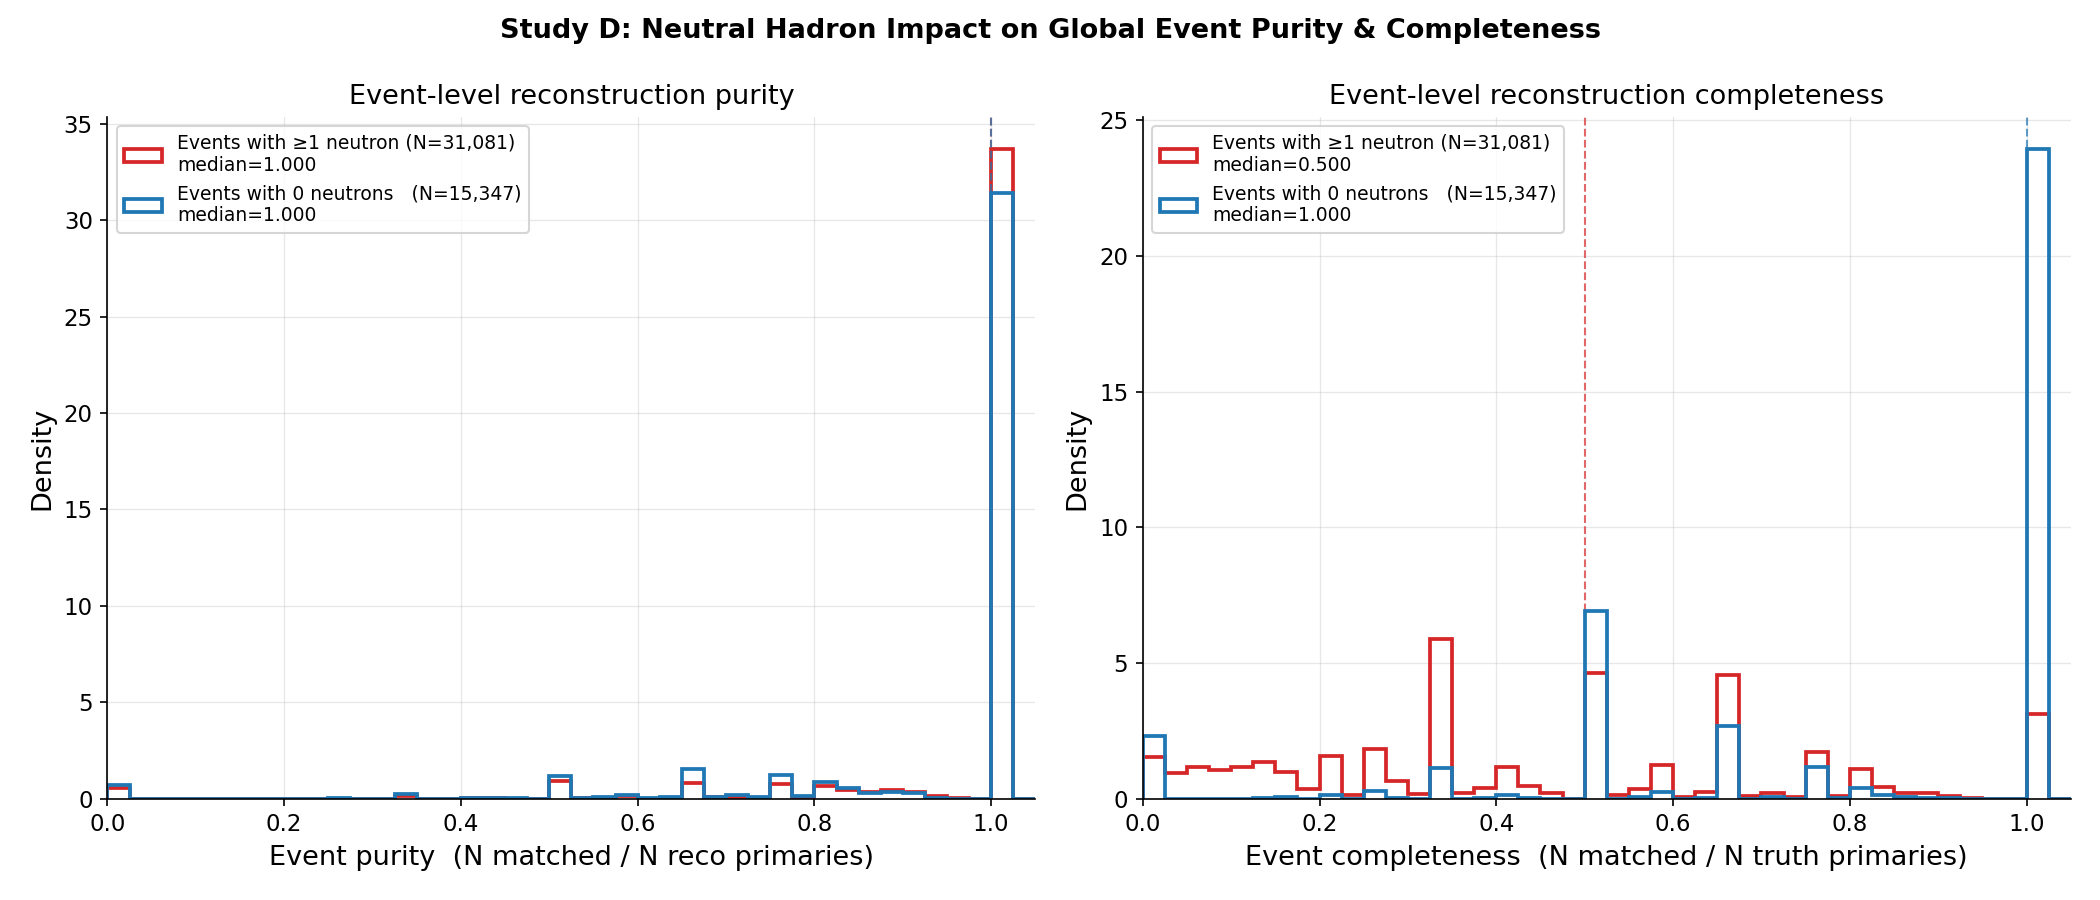 Study D: Neutral Hadron Impact on Global Event Purity & Completeness
Event-level reconstruction purity
Events with ≥1 neutron (N=31,081)
median=1.000
Events with 0 neutrons   (N=15,347)
median=1.000
35
30
25
20
15
10
5
0
Density
0.0 0.2 0.4 0.6 0.8 1.0
Event purity  (N matched / N reco primaries)
Event-level reconstruction completeness
Events with ≥1 neutron (N=31,081)
median=0.500
Events with 0 neutrons   (N=15,347)
median=1.000
25
20
15
10
5
0
Density
0.0 0.2 0.4 0.6 0.8 1.0
Event completeness  (N matched / N truth primaries)